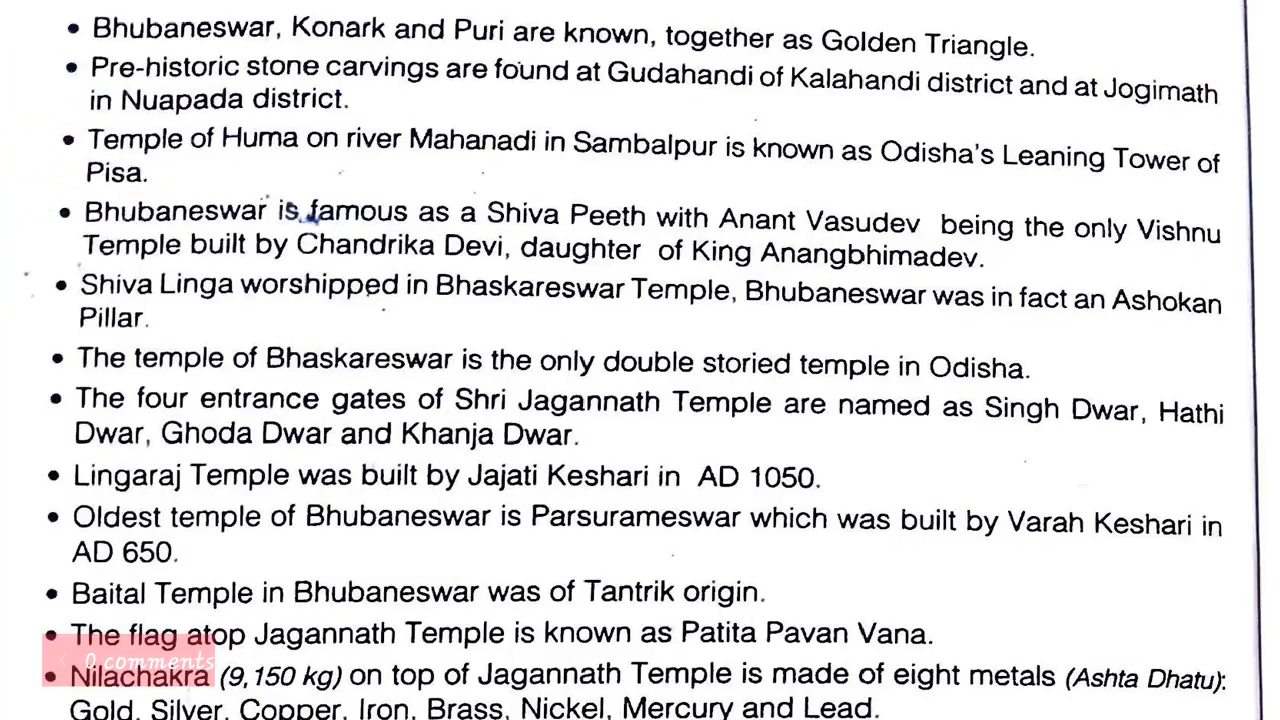 • Bhubaneswar, Konark and Puri are known, together as Golden Triangle.
• Pre-historic stone carvings are found at Gudahandi of Kalahandi district and at Jogimath
in Nuapada district.
• Temple of Huma on river Mahanadi in Sambalpur is known as Odisha's Leaning Tower of
Pisa.
• Bhubaneswar is famous as a Shiva Peeth with Anant Vasudev being the only Vishnu
Temple built by Chandrika Devi, daughter of King Anangbhimadev.
• Shiva Linga worshipped in Bhaskareswar Temple, Bhubaneswar was in fact an Ashokan
Pillar.
• The temple of Bhaskareswar is the only double storied temple in Odisha.
• The four entrance gates of Shri Jagannath Temple are named as Singh Dwar, Hathi
Dwar, Ghoda Dwar and Khanja Dwar.
• Lingaraj Temple was built by Jajati Keshari in AD 1050.
• Oldest temple of Bhubaneswar is Parsurameswar which was built by Varah Keshari in
AD 650.
• Baital Temple in Bhubaneswar was of Tantrik origin.
• The flag atop Jagannath Temple is known as Patita Pavan Vana.
< 0 comments
• Nilachakra (9,150 kg) on top of Jagannath Temple is made of eight metals (Ashta Dhatu):
Gold, Silver, Copper, Iron, Brass, Nickel, Mercury and Lead.